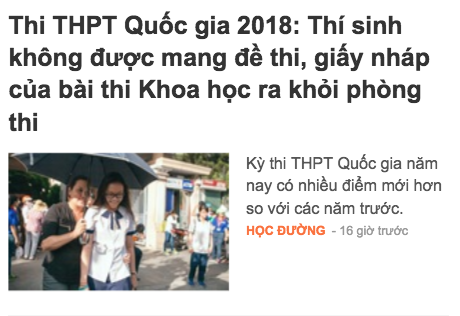 Thi THPT Quốc gia 2018: Thí sinh
không được mang đề thi, giấy nháp
của bài thi Khoa học ra khỏi phòng
thi
Kỳ thi THPT Quốc gia năm
nay có nhiều điểm mới hơn
so với các năm trước.
HỌC ĐƯỜNG - 16 giờ trước